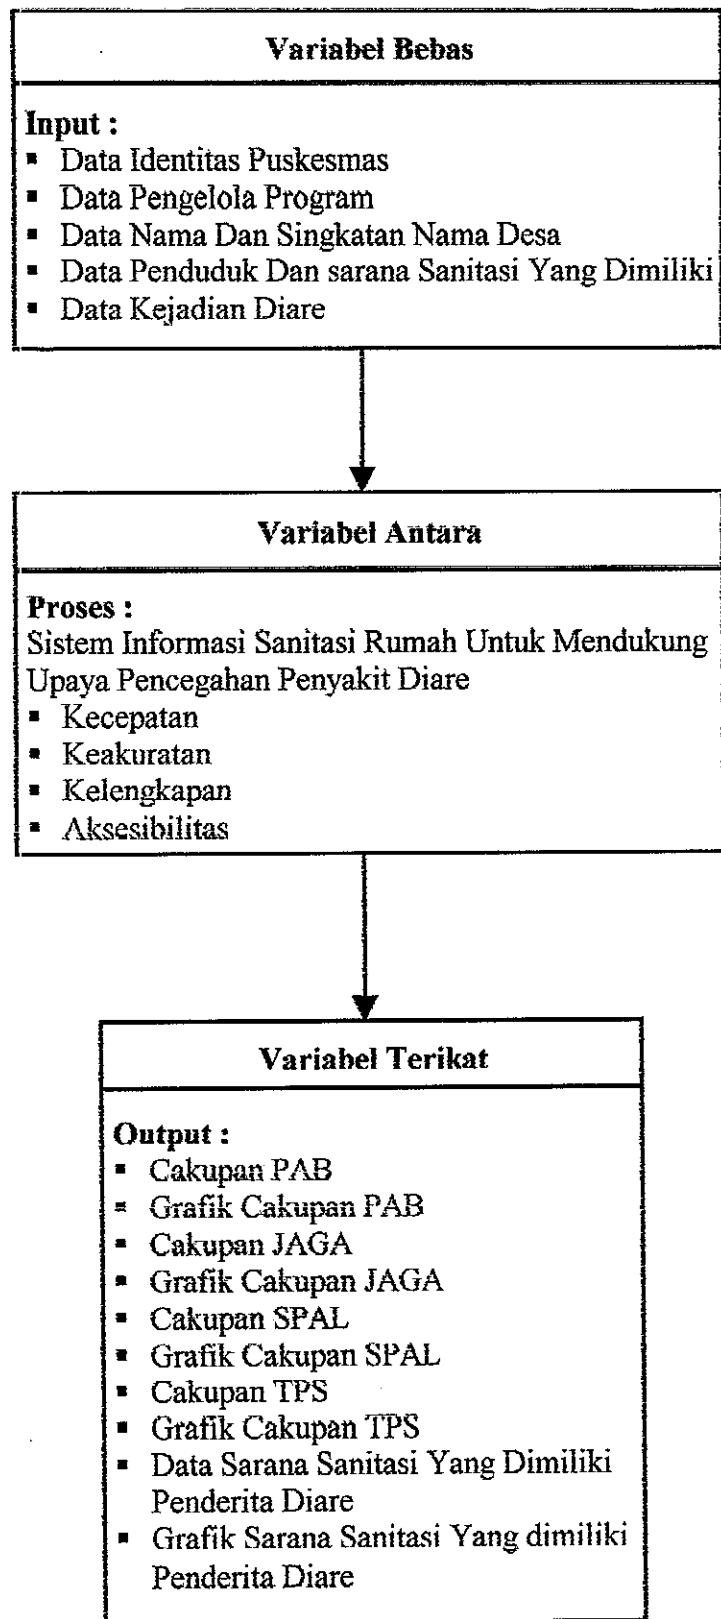 Variabel Bebas
Input :
▪ Data Identitas Puskesmas
▪ Data Pengelola Program
▪ Data Nama Dan Singkatan Nama Desa
▪ Data Penduduk Dan sarana Sanitasi Yang Dimiliki
▪ Data Kejadian Diare
Variabel Antara
Proses :
Sistem Informasi Sanitasi Rumah Untuk Mendukung
Upaya Pencegahan Penyakit Diare
▪ Kecepatan
▪ Keakuratan
▪ Kelengkapan
▪ Aksesibilitas
Variabel Terikat
Output :
▪ Cakupan PAB
▪ Grafik Cakupan PAB
▪ Cakupan JAGA
▪ Grafik Cakupan JAGA
▪ Cakupan SPAL
▪ Grafik Cakupan SPAL
▪ Cakupan TPS
▪ Grafik Cakupan TPS
▪ Data Sarana Sanitasi Yang Dimiliki
Penderita Diare
▪ Grafik Sarana Sanitasi Yang dimiliki
Penderita Diare